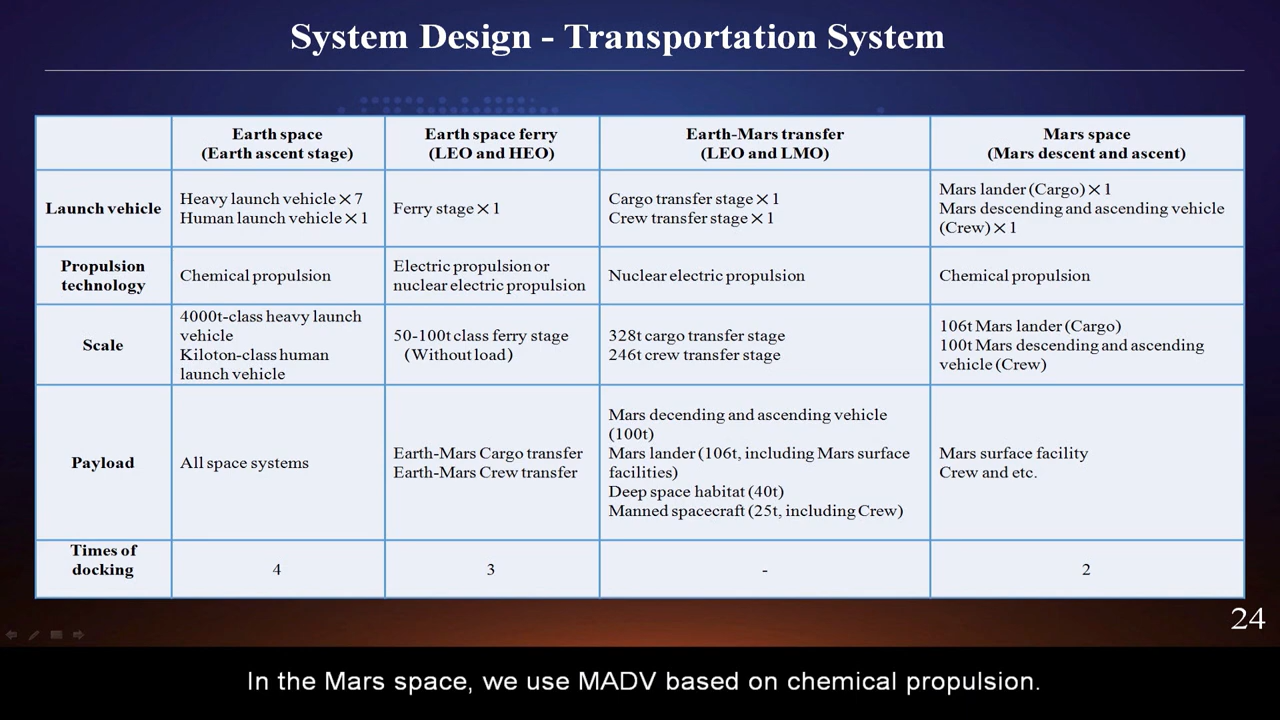 System Design - Transportation System
Earth space
(Earth ascent stage)
Earth space ferry
(LEO and HEO)
Earth-Mars transfer
(LEO and LMO)
Mars space
(Mars descent and ascent)
Launch vehicle
Heavy launch vehicle×7
Human launch vehicle×1
Ferry stage×1
Cargo transfer stage×1
Crew transfer stage×1
Mars lander (Cargo)×1
Mars descending and ascending vehicle
(Crew)×1
Propulsion
technology
Chemical propulsion
Electric propulsion or
nuclear electric propulsion
Nuclear electric propulsion
Chemical propulsion
Scale
4000t-class heavy launch
vehicle
Kiloton-class human
launch vehicle
50-100t class ferry stage
（Without load）
328t cargo transfer stage
246t crew transfer stage
106t Mars lander (Cargo)
100t Mars descending and ascending
vehicle (Crew)
Payload
All space systems
Earth-Mars Cargo transfer
Earth-Mars Crew transfer
Mars decending and ascending vehicle
(100t)
Mars lander (106t, including Mars surface
facilities)
Deep space habitat (40t)
Manned spacecraft (25t, including Crew)
Mars surface facility
Crew and etc.
Times of
docking
4
3
-
2
24
In the Mars space, we use MADV based on chemical propulsion.